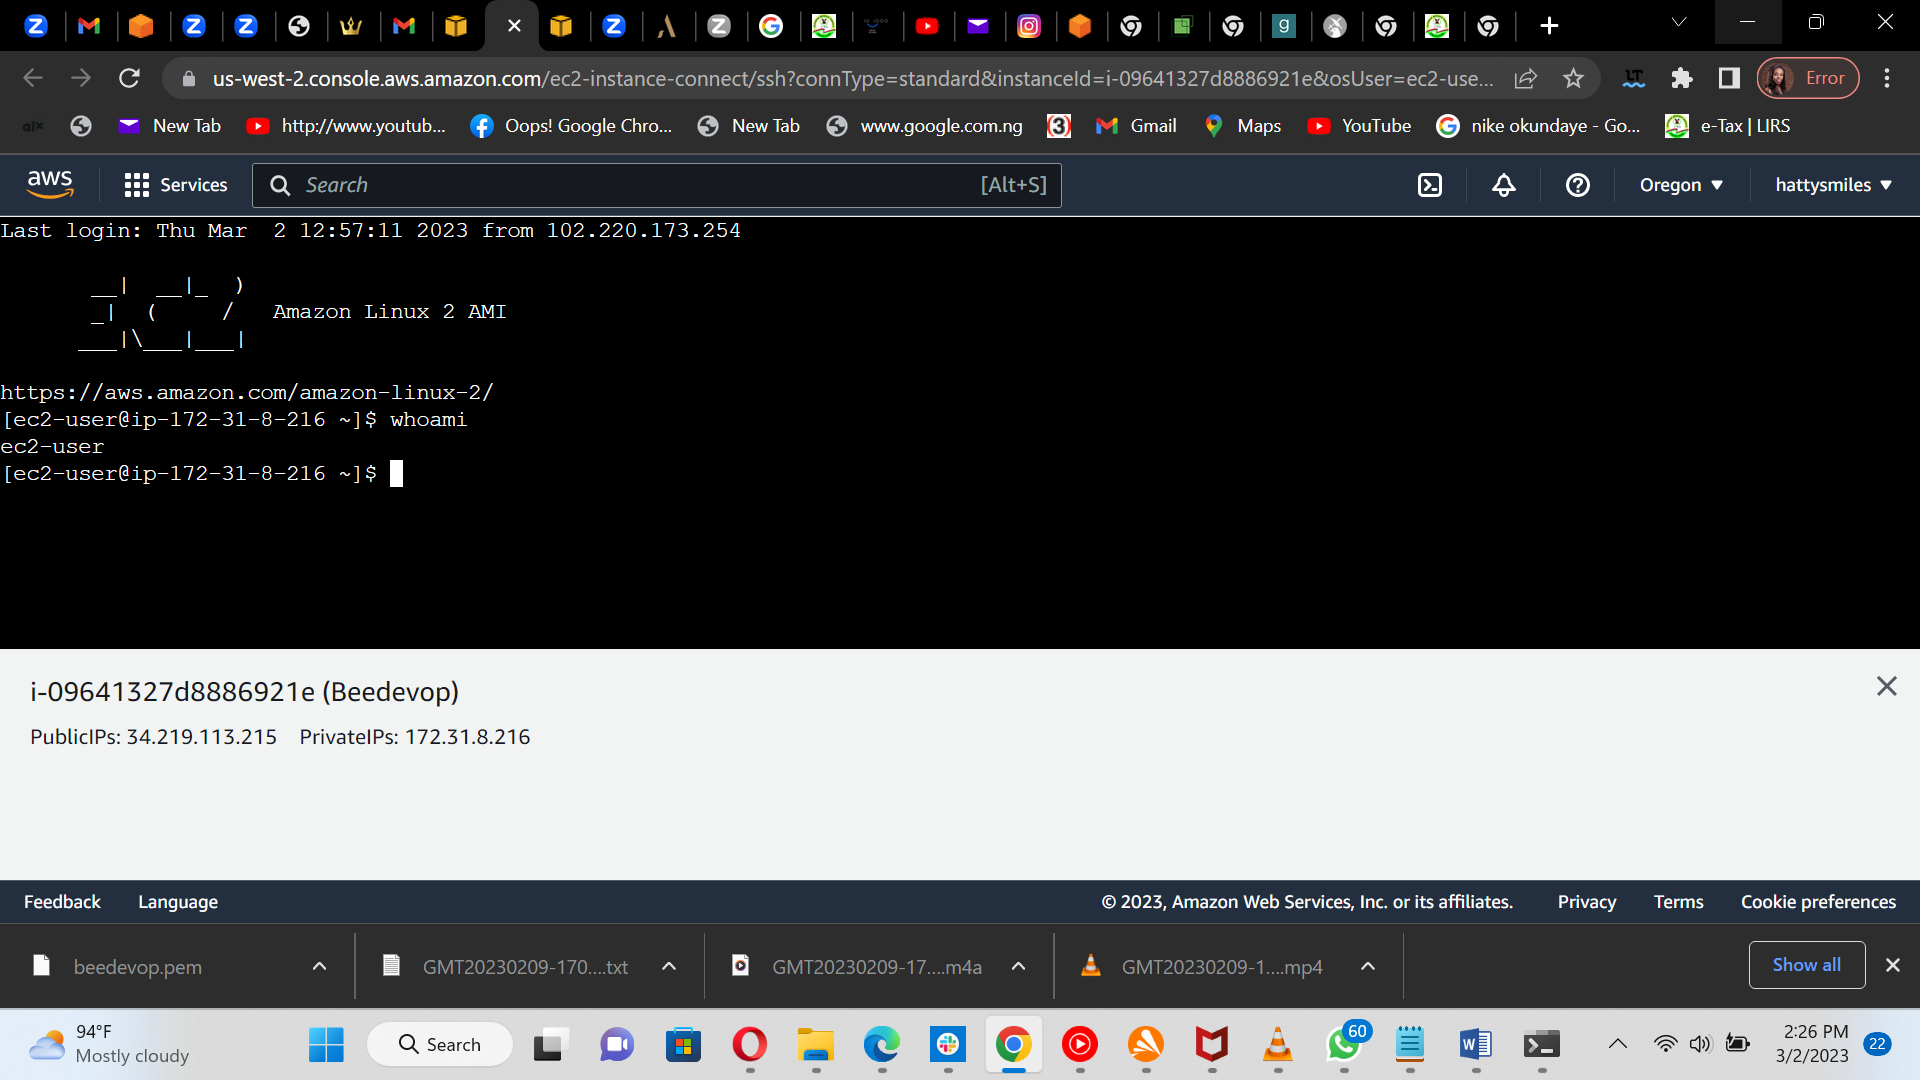 us-west-2.console.aws.amazon.com/ec2-instance-connect/ssh?connType=standard&instanceId=i-09641327d8886921e&osUser=ec2-use...
Error
New Tab
http://www.youtub...
Oops! Google Chro...
New Tab
www.google.com.ng
Gmail
Maps
YouTube
nike okundaye - Go...
e-Tax | LIRS
aws
Services
Search
[Alt+S]
Oregon
hattysmiles
Last login: Thu Mar  2 12:57:11 2023 from 102.220.173.254
       __|  __|_  )
       _|  (     /   Amazon Linux 2 AMI
      ___|\___|___|
https://aws.amazon.com/amazon-linux-2/
[ec2-user@ip-172-31-8-216 ~]$ whoami
ec2-user
[ec2-user@ip-172-31-8-216 ~]$
i-09641327d8886921e (Beedevop)
PublicIPs: 34.219.113.215 PrivateIPs: 172.31.8.216
Feedback
Language
© 2023, Amazon Web Services, Inc. or its affiliates.
Privacy
Terms
Cookie preferences
beedevop.pem
GMT20230209-170....txt
GMT20230209-17....m4a
GMT20230209-1....mp4
Show all
94°F
Mostly cloudy
Search
60
2:26 PM
3/2/2023
22